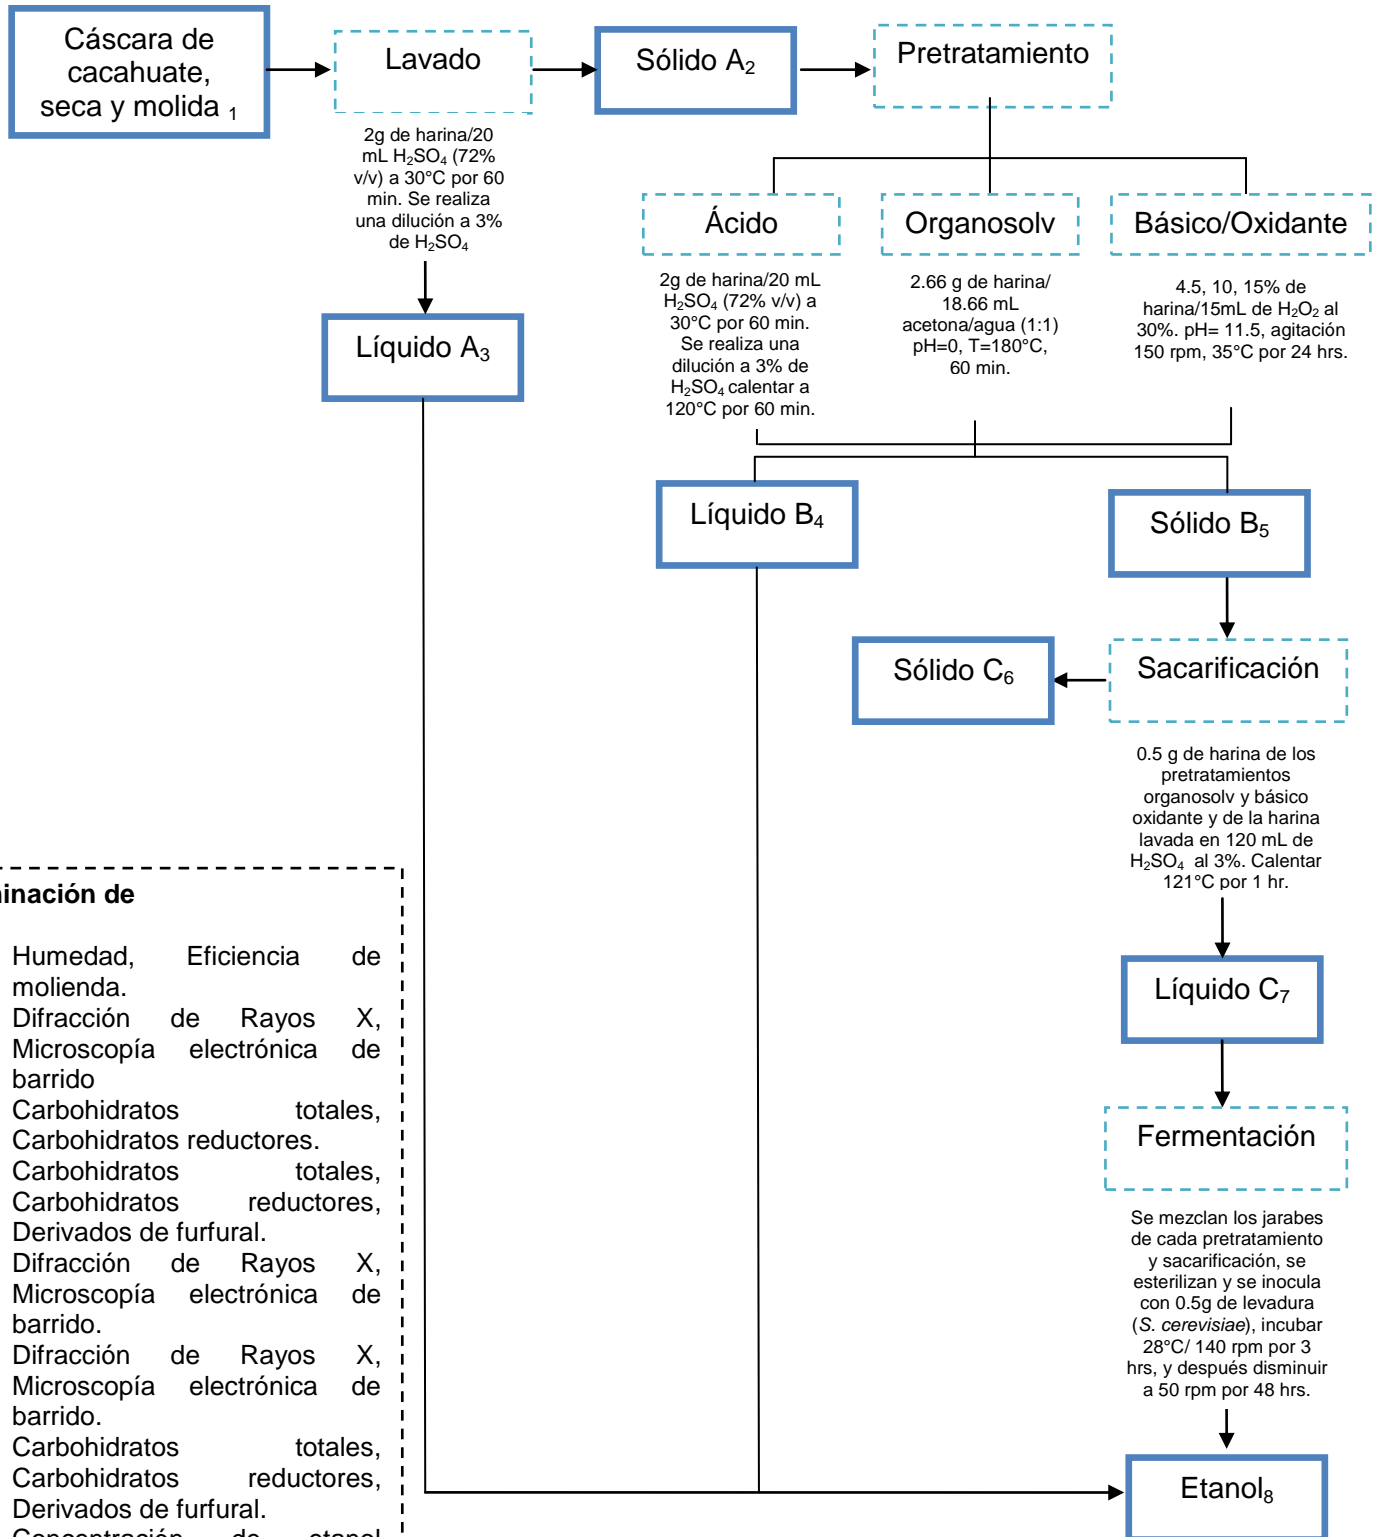 Cáscara de
cacahuate,
seca y molida 1
Lavado
Sólido A2
Pretratamiento
2g de harina/20
mL H2SO4 (72%
v/v) a 30°C por 60
min. Se realiza
una dilución a 3%
de H2SO4
Líquido A3
Ácido
Organosolv
Básico/Oxidante
2g de harina/20 mL
H2SO4 (72% v/v) a
30°C por 60 min.
Se realiza una
dilución a 3% de
H2SO4 calentar a
120°C por 60 min.
2.66 g de harina/
18.66 mL
acetona/agua (1:1)
pH=0, T=180°C,
60 min.
4.5, 10, 15% de
harina/15mL de H2O2 al
30%. pH= 11.5, agitación
150 rpm, 35°C por 24 hrs.
Líquido B4
Sólido B5
Sólido C6
Sacarificación
0.5 g de harina de los
pretratamientos
organosolv y básico
oxidante y de la harina
lavada en 120 mL de
H2SO4 al 3%. Calentar
121°C por 1 hr.
Líquido C7
Fermentación
Se mezclan los jarabes
de cada pretratamiento
y sacarificación, se
esterilizan y se inocula
con 0.5g de levadura
(S. cerevisiae), incubar
28°C/ 140 rpm por 3
hrs, y después disminuir
a 50 rpm por 48 hrs.
Etanol8
inación de
Humedad, Eficiencia de
molienda.
Difracción de Rayos X,
Microscopía electrónica de
barrido
Carbohidratos totales,
Carbohidratos reductores.
Carbohidratos totales,
Carbohidratos reductores,
Derivados de furfural.
Difracción de Rayos X,
Microscopía electrónica de
barrido.
Difracción de Rayos X,
Microscopía electrónica de
barrido.
Carbohidratos totales,
Carbohidratos reductores,
Derivados de furfural.
Concentración de etanol